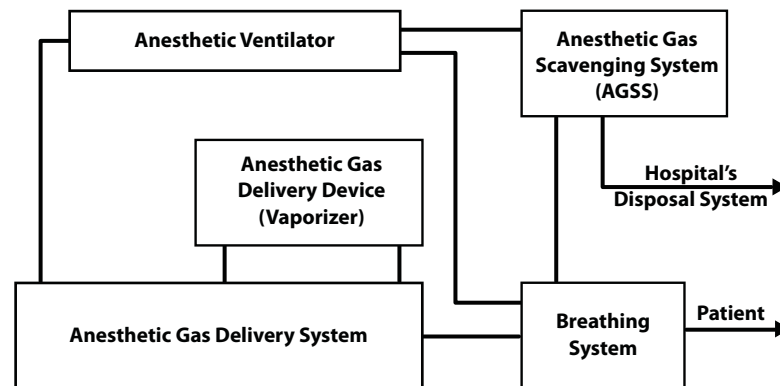 Anesthetic Ventilator
Anesthetic Gas
Scavenging System
(AGSS)
Anesthetic Gas
Delivery Device
(Vaporizer)
Hospital’s
Disposal System
Anesthetic Gas Delivery System
Breathing
System
Patient